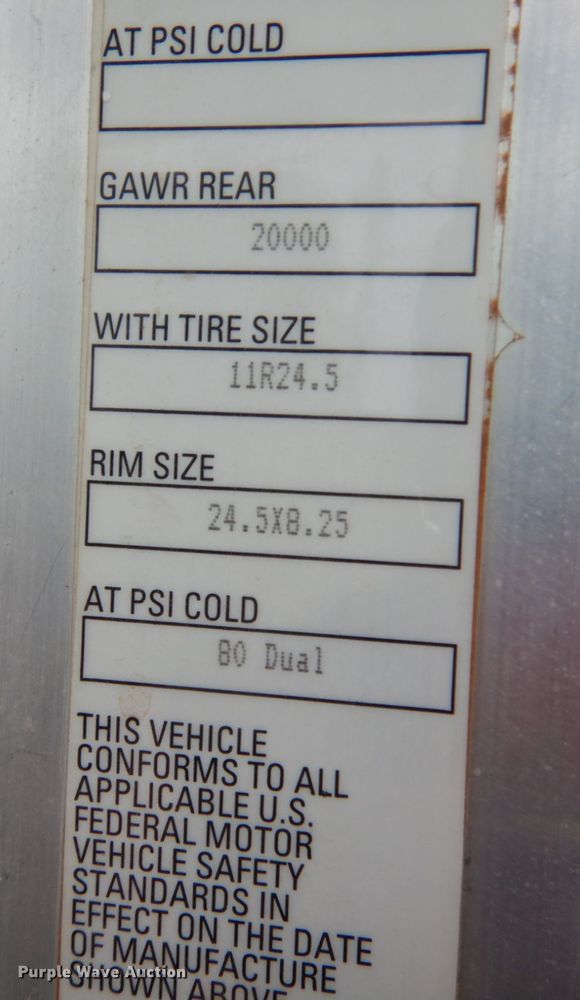 AT PSI COLD
GAWR REAR
20000
WITH TIRE SIZE
11R24.5
RIM SIZE
24.5X8.25
AT PSI COLD
80 Dual
THIS VEHICLE
CONFORMS TO ALL
APPLICABLE U.S.
FEDERAL MOTOR
VEHICLE SAFETY
STANDARDS IN
EFFECT ON THE DATE
OF MANUFACTURE
SHOWN ABOVE
Purple Wave Auction